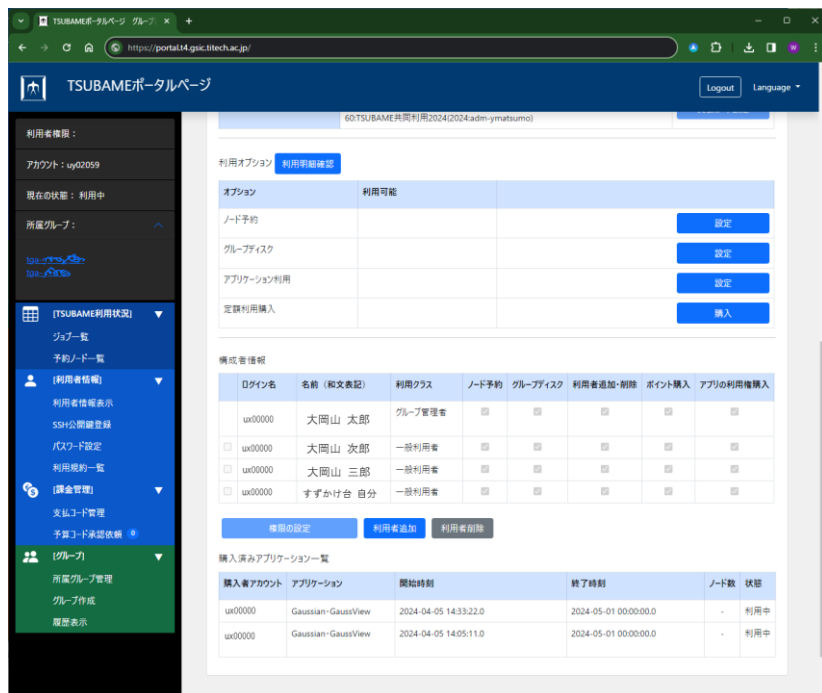 TSUBAMEポータルページ グループ
https://portal.t4.gsic.titech.ac.jp/
TSUBAMEポータルページ
Logout
Language
利用者権限：
アカウント：uy02059
現在の状態： 利用中
所属グループ：
tga-
tga-
[TSUBAME利用状況]
ジョブ一覧
予約ノード一覧
[利用者情報]
利用者情報表示
SSH公開鍵登録
パスワード設定
利用規約一覧
[課金管理]
支払コード管理
予算コード承認依頼 0
[グループ]
所属グループ管理
グループ作成
履歴表示
60:TSUBAME共同利用2024(2024:adm-ymatsumo)
利用オプション 利用明細確認
オプション 利用可能
ノード予約 設定
グループディスク 設定
アプリケーション利用 設定
定額利用購入 購入
構成者情報
ログイン名 名前（和文表記） 利用クラス ノード予約 グループディスク 利用者追加・削除 ポイント購入 アプリの利用権購入
ux00000 大岡山 太郎 グループ管理者
ux00000 大岡山 次郎 一般利用者
ux00000 大岡山 三郎 一般利用者
ux00000 すずかけ台 自分 一般利用者
権限の設定 利用者追加 利用者削除
購入済みアプリケーション一覧
購入者アカウント アプリケーション 開始時刻 終了時刻 ノード数 状態
ux00000 Gaussian・GaussView 2024-04-05 14:33:22.0 2024-05-01 00:00:00.0 - 利用中
ux00000 Gaussian・GaussView 2024-04-05 14:05:11.0 2024-05-01 00:00:00.0 - 利用中